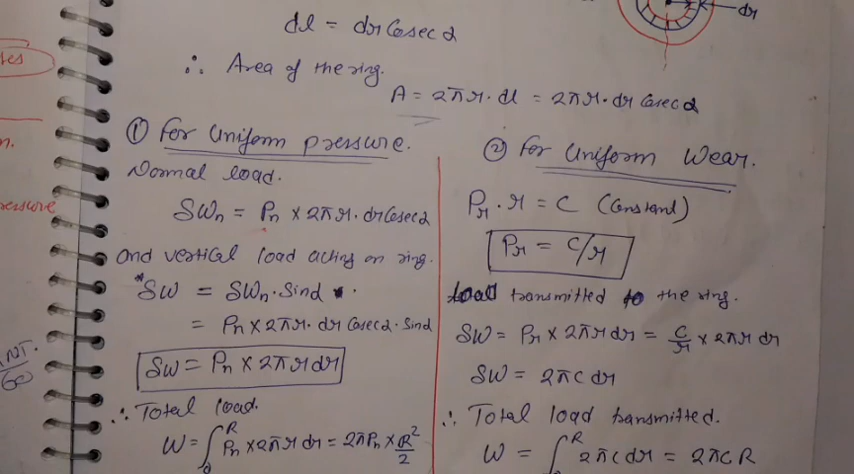 dl = dr Cosec α
dr
∴ Area of the ring.
A = 2πr·dl = 2πr·dr Cosec α
① For Uniform pressure.
Normal load.
δWn = Pn × 2πr·dr Cosec α
and vertical load acting on ring.
*δW = δWn·Sin α
= Pn × 2πr·dr Cosec α·Sin α
δW = Pn × 2πr dr
∴ Total load.
W = ∫ R Pn × 2πr dr = 2πPn × R²/2
② For Uniform Wear.
Pr·r = C (Constant)
Pr = C/r
load transmitted to the ring.
δW = Pr × 2πr dr = C/r × 2πr dr
δW = 2πC dr
∴ Total load transmitted.
W = ∫ R 2πC dr = 2πC R